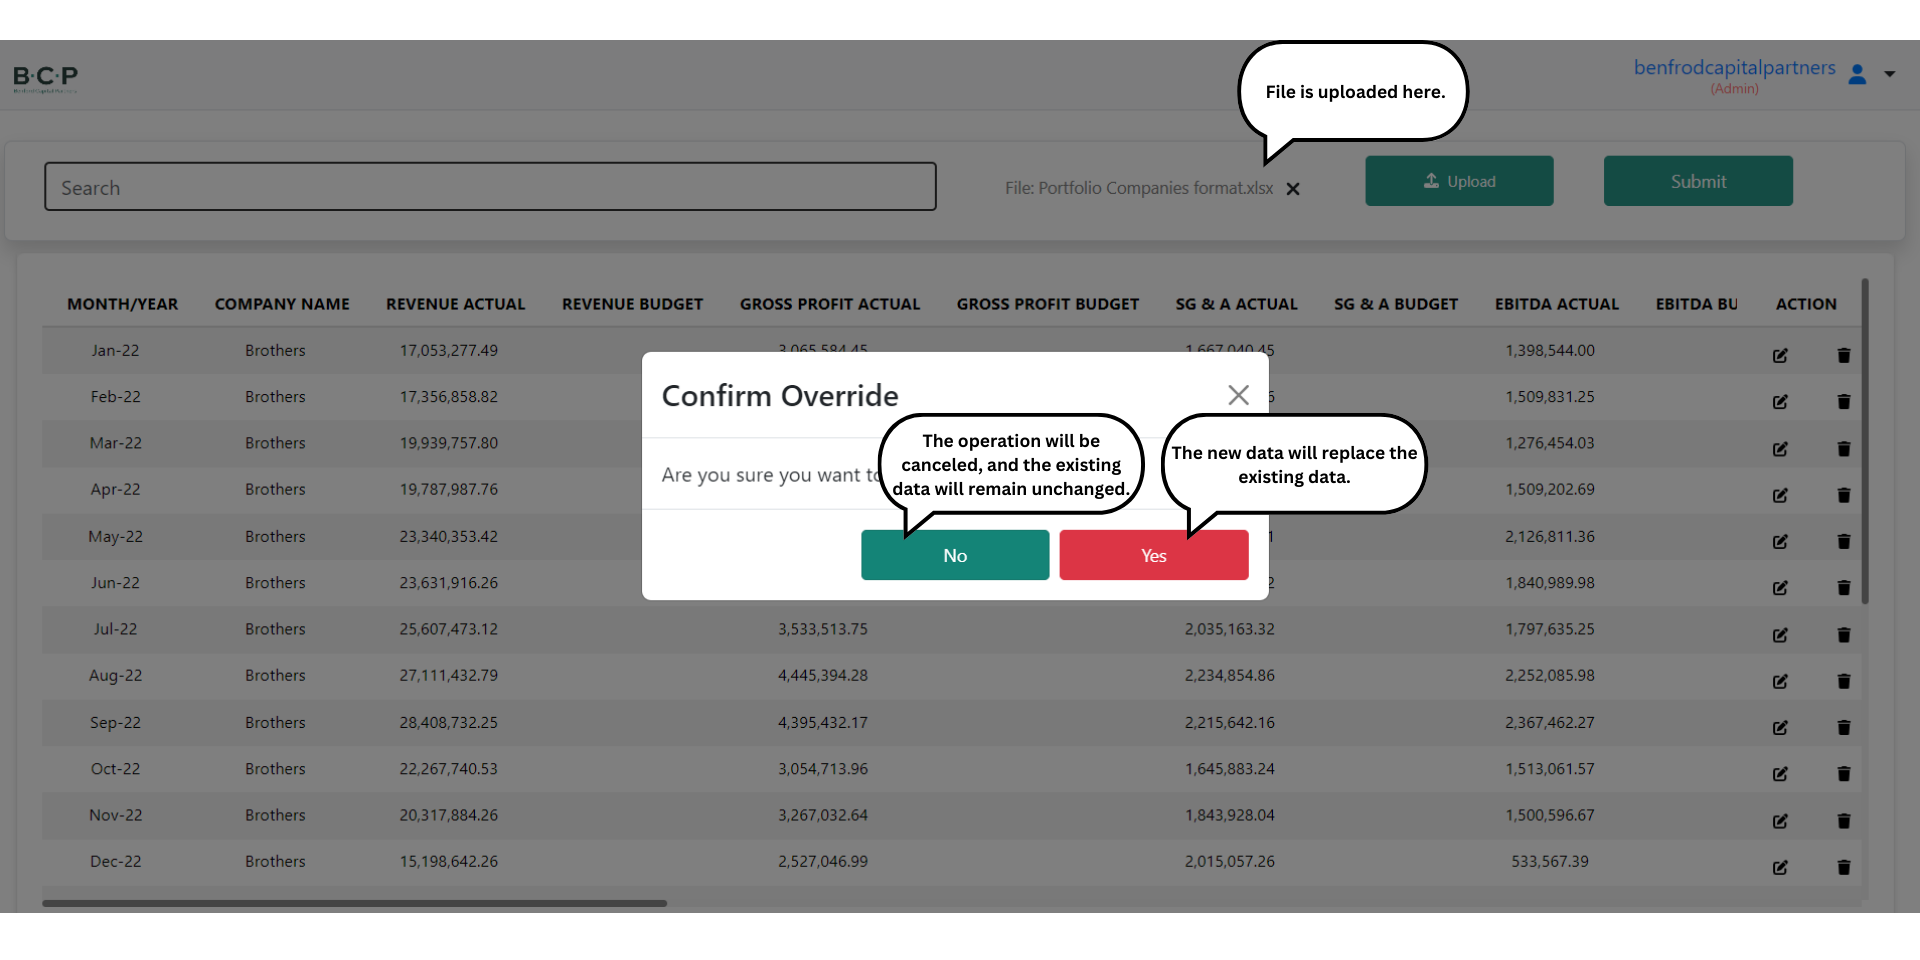 B·C·P
File is uploaded here.
benfrodcapitalpartners
(Admin)
Search
File: Portfolio Companies format.xlsx
Upload
Submit
MONTH/YEAR COMPANY NAME REVENUE ACTUAL REVENUE BUDGET GROSS PROFIT ACTUAL GROSS PROFIT BUDGET SG & A ACTUAL SG & A BUDGET EBITDA ACTUAL EBITDA BU ACTION
Jan-22 Brothers 17,053,277.49 3,065,584.45 1,667,040.45 1,398,544.00
Feb-22 Brothers 17,356,858.82 1,509,831.25
Mar-22 Brothers 19,939,757.80 1,276,454.03
Apr-22 Brothers 19,787,987.76 1,509,202.69
May-22 Brothers 23,340,353.42 1 2,126,811.36
Jun-22 Brothers 23,631,916.26 2 1,840,989.98
Jul-22 Brothers 25,607,473.12 3,533,513.75 2,035,163.32 1,797,635.25
Aug-22 Brothers 27,111,432.79 4,445,394.28 2,234,854.86 2,252,085.98
Sep-22 Brothers 28,408,732.25 4,395,432.17 2,215,642.16 2,367,462.27
Oct-22 Brothers 22,267,740.53 3,054,713.96 1,645,883.24 1,513,061.57
Nov-22 Brothers 20,317,884.26 3,267,032.64 1,843,928.04 1,500,596.67
Dec-22 Brothers 15,198,642.26 2,527,046.99 2,015,057.26 533,567.39
Confirm Override
Are you sure you want to
The operation will be
canceled, and the existing
data will remain unchanged.
The new data will replace the
existing data.
No
Yes